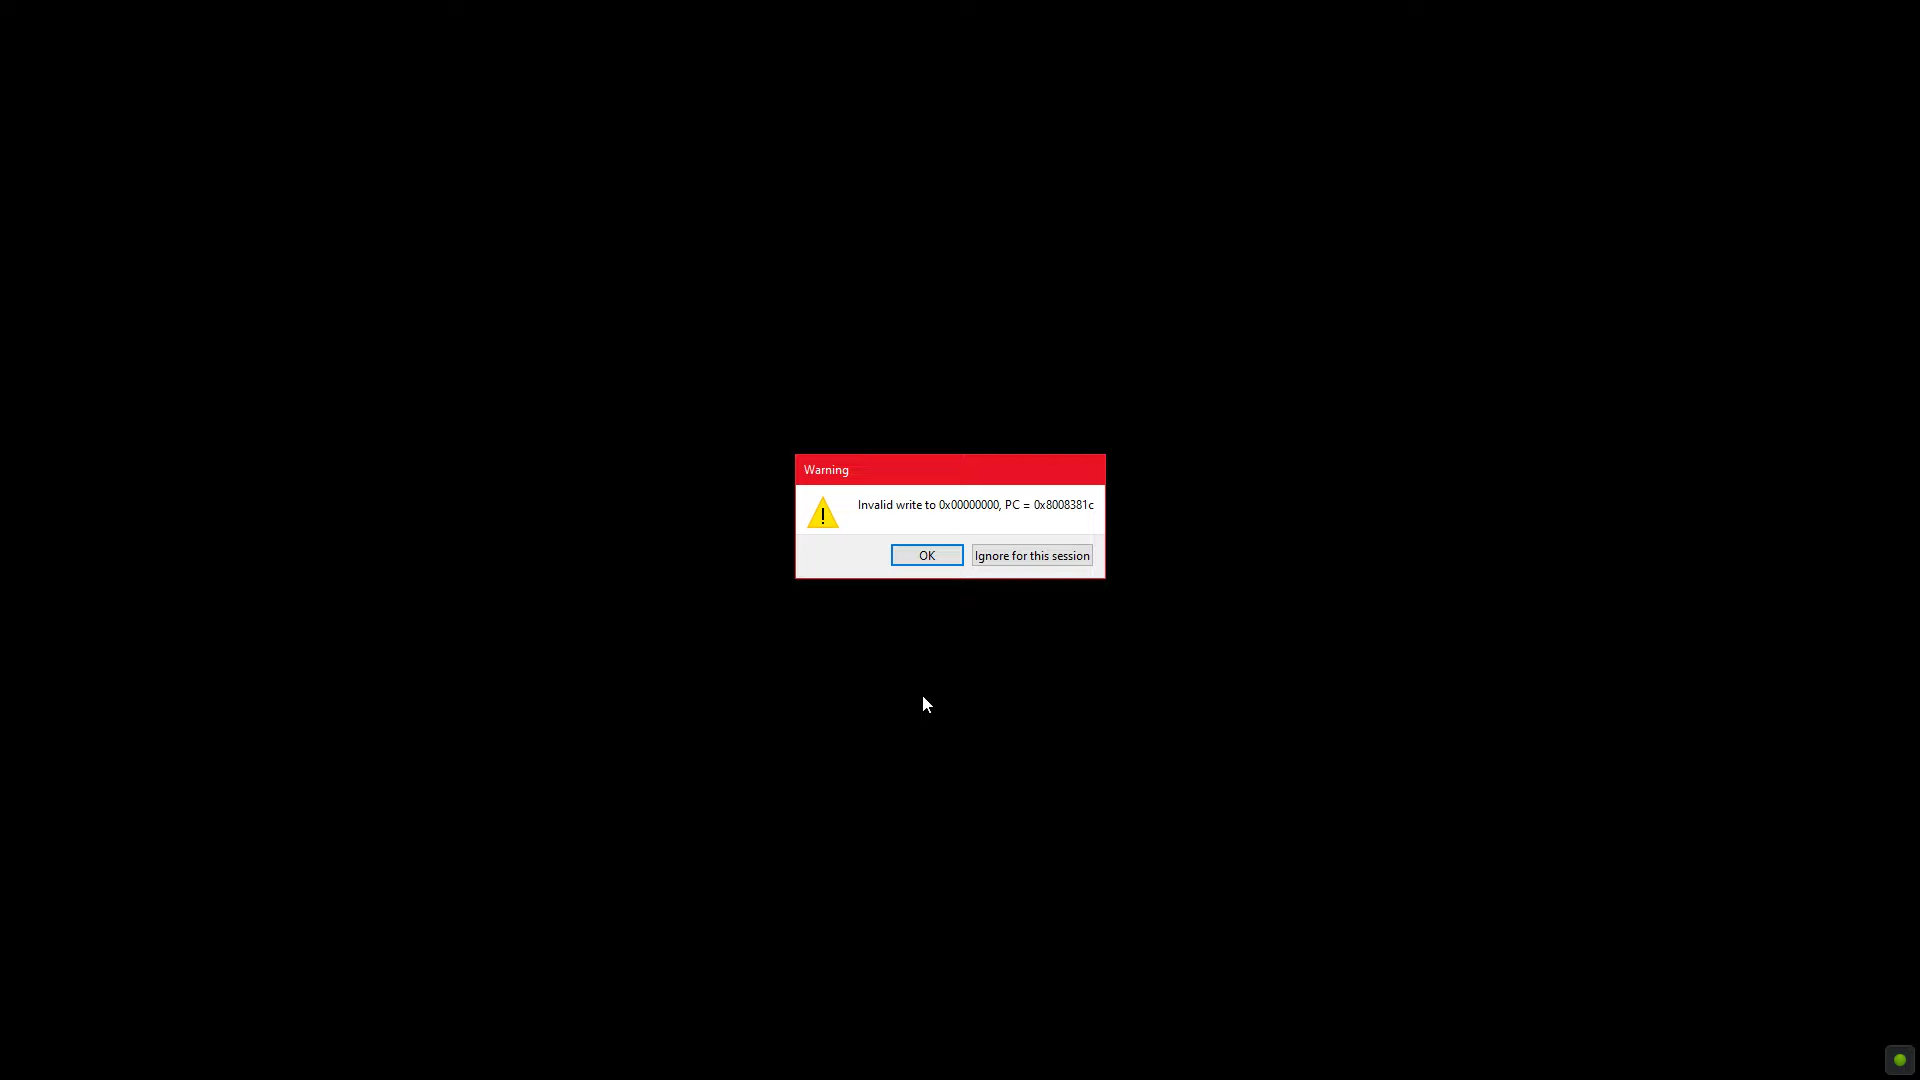 Warning
Invalid write to 0x00000000, PC = 0x8008381c
OK
Ignore for this session